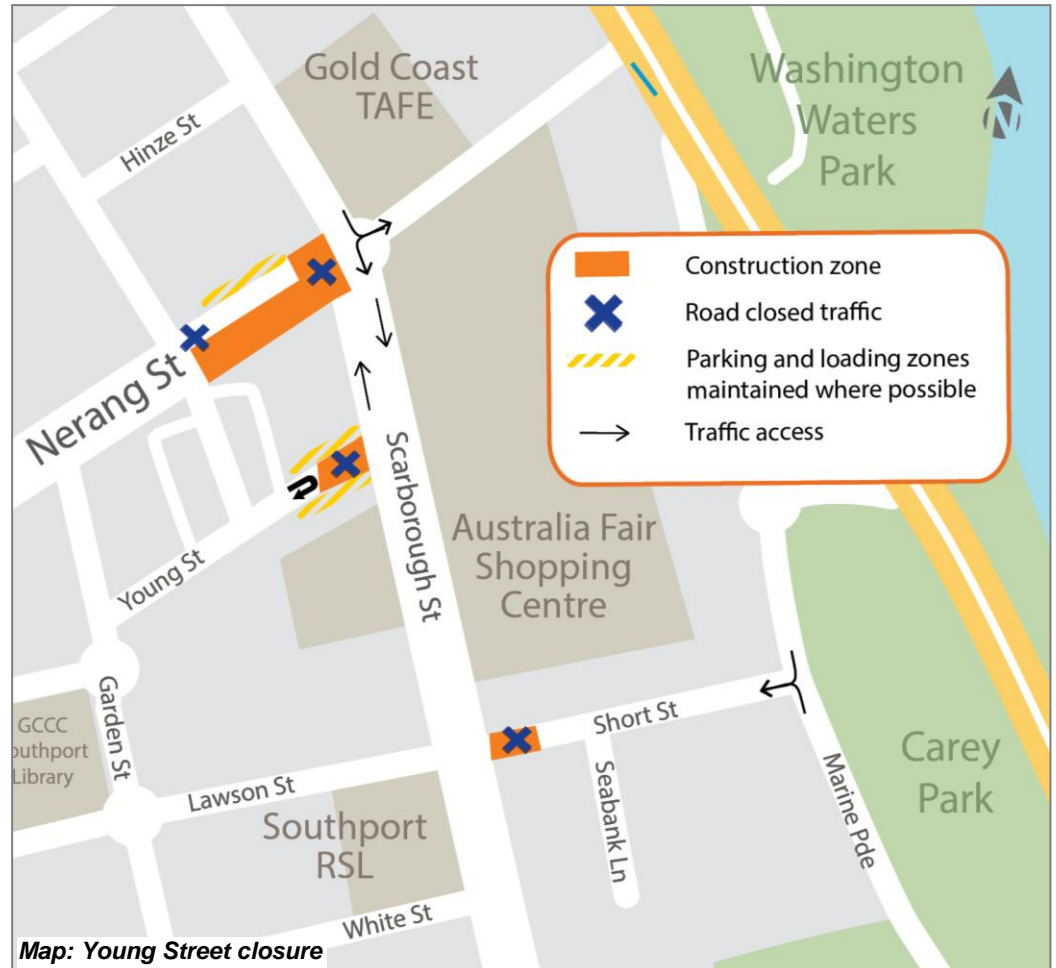 Gold Coast
TAFE
Washington
Waters
Park
N
Hinze St
Construction zone
Road closed traffic
Parking and loading zones
maintained where possible
Traffic access
Nerang St
Scarborough St
Australia Fair
Shopping
Centre
Young St
Garden St
GCCC
outhport
Library
Short St
Seabank Ln
Marine Pde
Carey
Park
Lawson St
Southport
RSL
White St
Map: Young Street closure